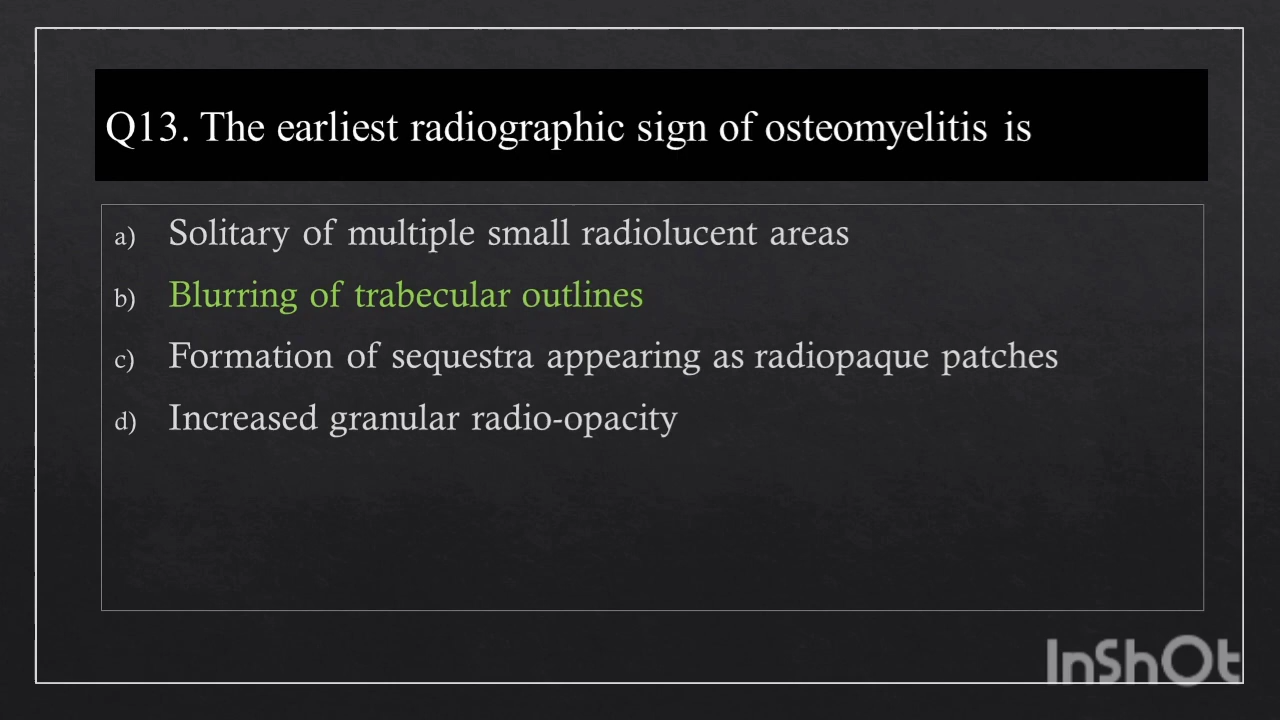 Q13. The earliest radiographic sign of osteomyelitis is
a) Solitary of multiple small radiolucent areas
b) Blurring of trabecular outlines
c) Formation of sequestra appearing as radiopaque patches
d) Increased granular radio-opacity
InShOt